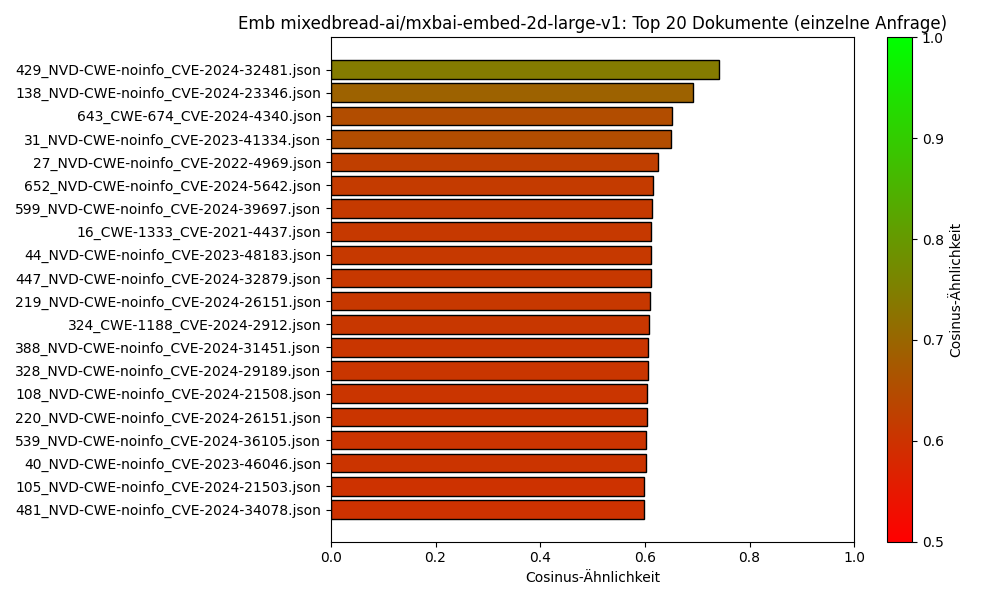 Emb mixedbread-ai/mxbai-embed-2d-large-v1: Top 20 Dokumente (einzelne Anfrage)
429_NVD-CWE-noinfo_CVE-2024-32481.json
138_NVD-CWE-noinfo_CVE-2024-23346.json
643_CWE-674_CVE-2024-4340.json
31_NVD-CWE-noinfo_CVE-2023-41334.json
27_NVD-CWE-noinfo_CVE-2022-4969.json
652_NVD-CWE-noinfo_CVE-2024-5642.json
599_NVD-CWE-noinfo_CVE-2024-39697.json
16_CWE-1333_CVE-2021-4437.json
44_NVD-CWE-noinfo_CVE-2023-48183.json
447_NVD-CWE-noinfo_CVE-2024-32879.json
219_NVD-CWE-noinfo_CVE-2024-26151.json
324_CWE-1188_CVE-2024-2912.json
388_NVD-CWE-noinfo_CVE-2024-31451.json
328_NVD-CWE-noinfo_CVE-2024-29189.json
108_NVD-CWE-noinfo_CVE-2024-21508.json
220_NVD-CWE-noinfo_CVE-2024-26151.json
539_NVD-CWE-noinfo_CVE-2024-36105.json
40_NVD-CWE-noinfo_CVE-2023-46046.json
105_NVD-CWE-noinfo_CVE-2024-21503.json
481_NVD-CWE-noinfo_CVE-2024-34078.json
0.0 0.2 0.4 0.6 0.8 1.0
Cosinus-Ähnlichkeit
1.0
0.9
0.8
0.7
0.6
0.5
Cosinus-Ähnlichkeit